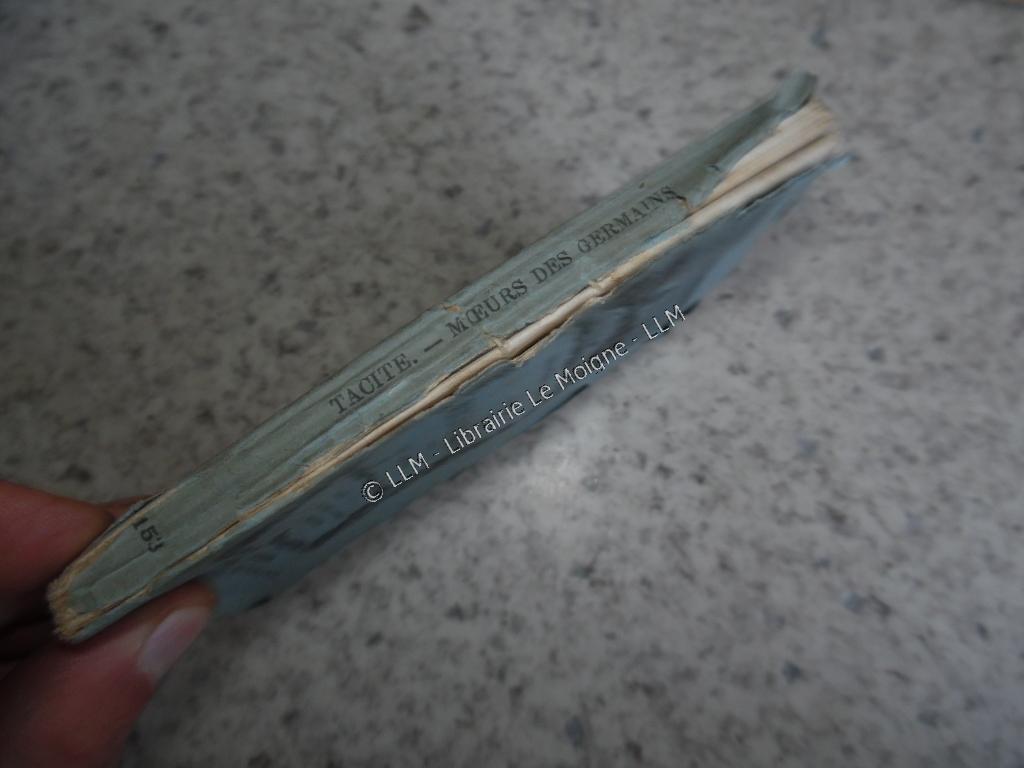 TACITE. — MŒURS DES GERMAINS
153
© LLM - Librairie Le Moigne - LLM